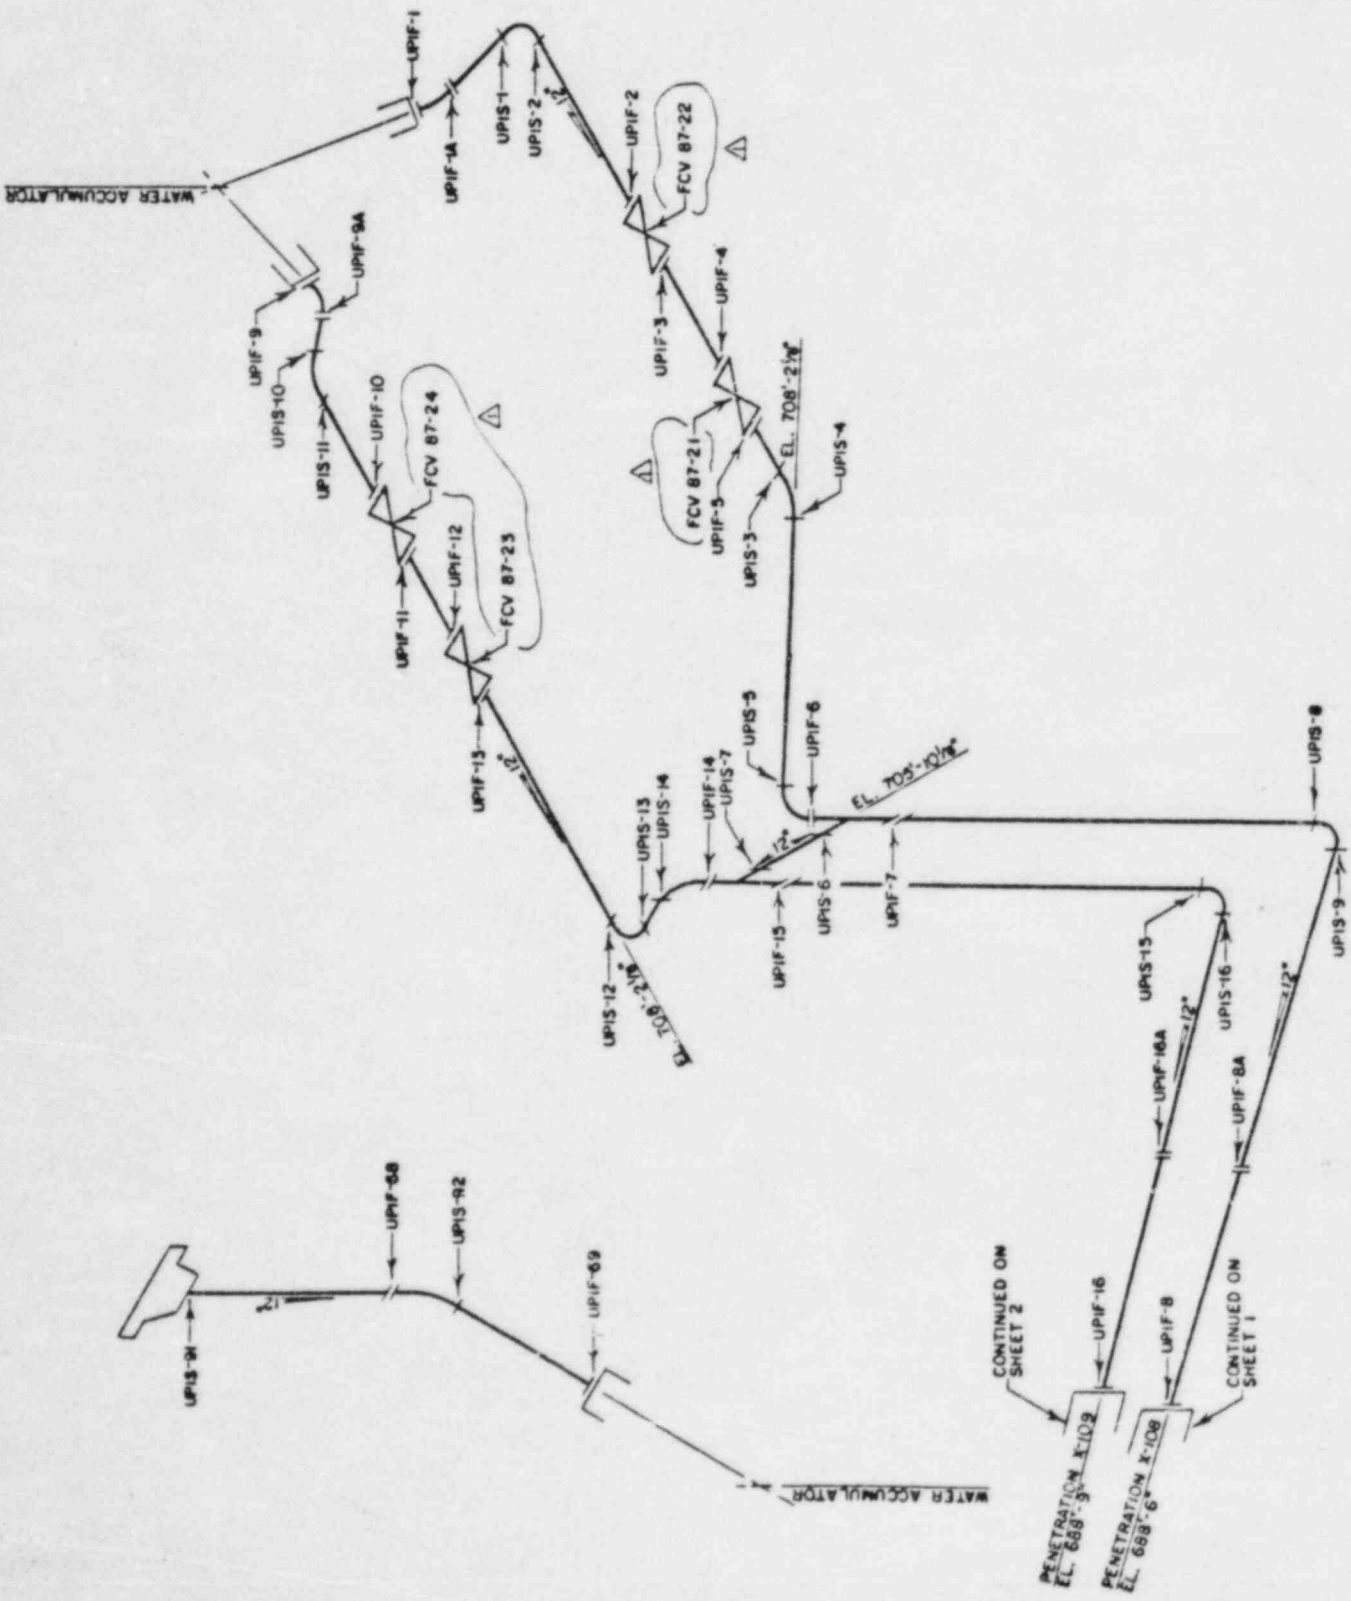 WATER ACCUMULATOR
UPIF-1
UPIF-1A
UPIS-1
UPIS-2
12"
UPIF-2
FCV 87-22
1
UPIF-3
UPIF-4
FCV 87-21
1
UPIF-5
UPIS-3
EL. 708'-2⅛"
UPIS-4
UPIF-9
UPIF-9A
UPIS-10
UPIS-11
UPIF-10
FCV 87-24
1
UPIF-11
UPIF-12
FCV 87-23
UPIF-13
12"
UPIS-12
EL. 708'-2⅛"
UPIS-13
UPIS-14
UPIF-14
UPIS-7
UPIS-5
UPIF-6
EL. 705'-10⅛"
12"
UPIS-6
UPIF-7
UPIF-15
UPIS-8
UPIS-9
UPIS-15
UPIS-16
12"
12"
UPIF-16A
UPIF-8A
UPIF-16
UPIF-8
CONTINUED ON
SHEET 2
CONTINUED ON
SHEET 1
PENETRATION X-109
EL. 688'-9"
PENETRATION X-108
EL. 688'-6"
UPIS-91
12"
UPIF-68
UPIS-92
UPIF-69
WATER ACCUMULATOR